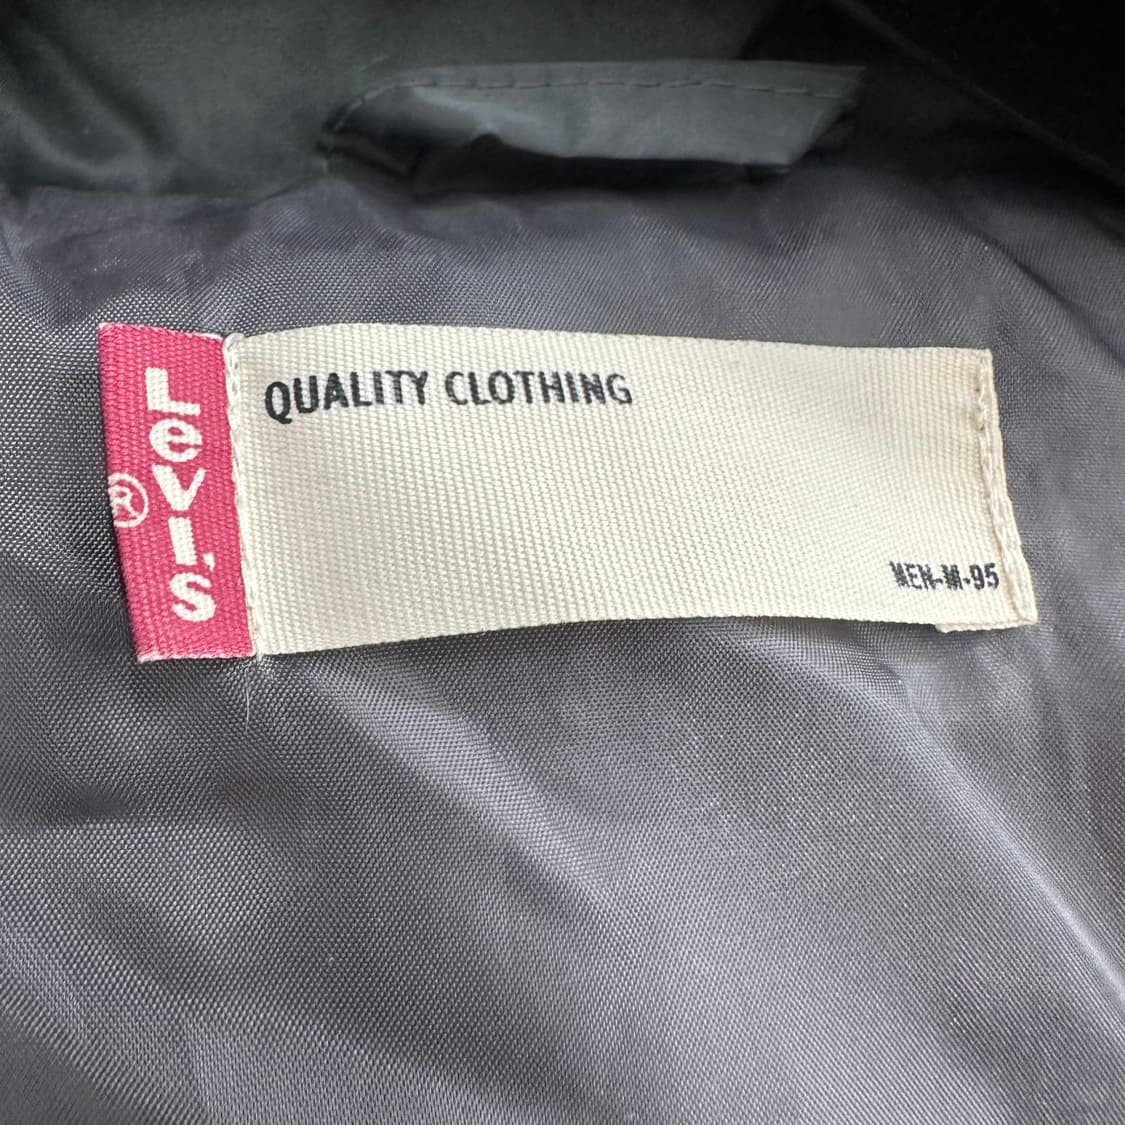 Levi's
®
QUALITY CLOTHING
MEN-M-95